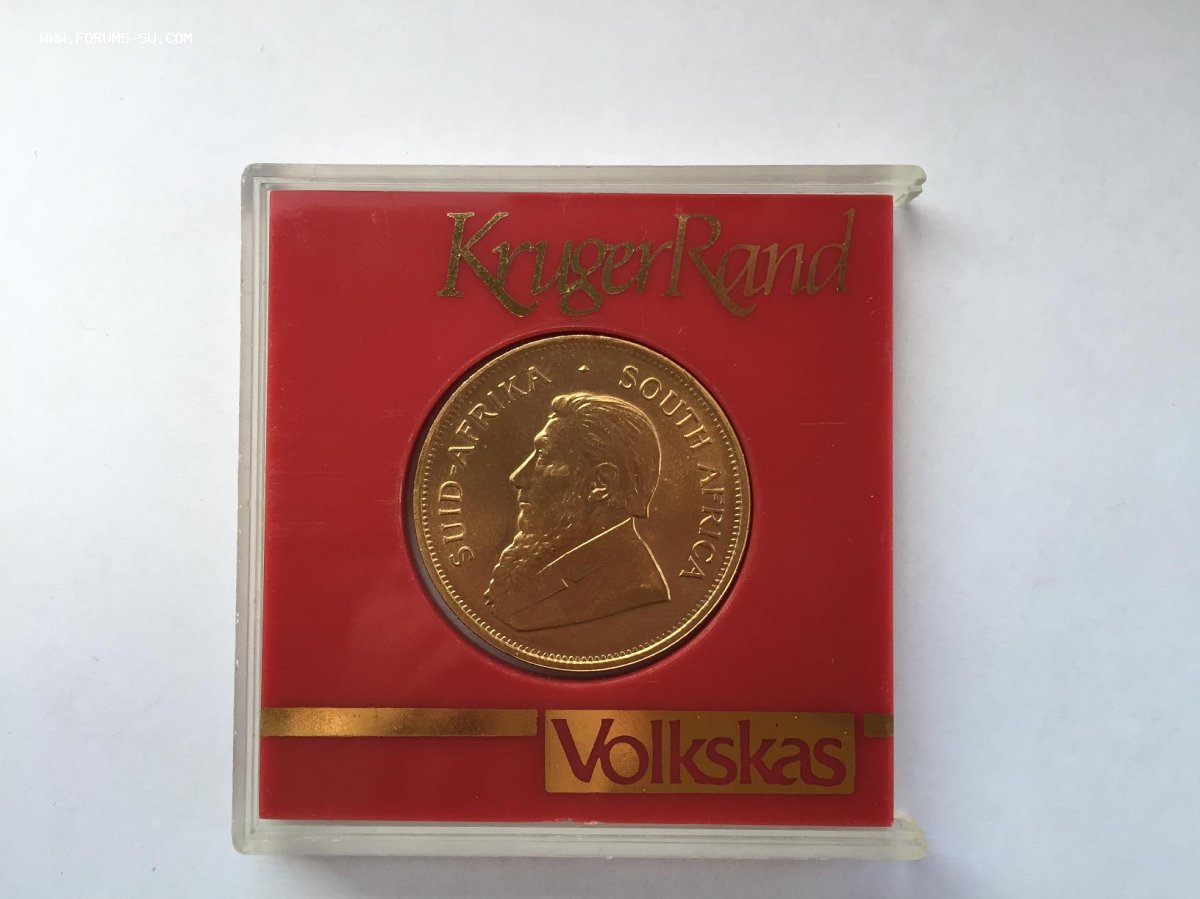 WWW.FORUMS-SU.COM
KrugerRand
SUID-AFRIKA · SOUTH AFRICA
Volkskas